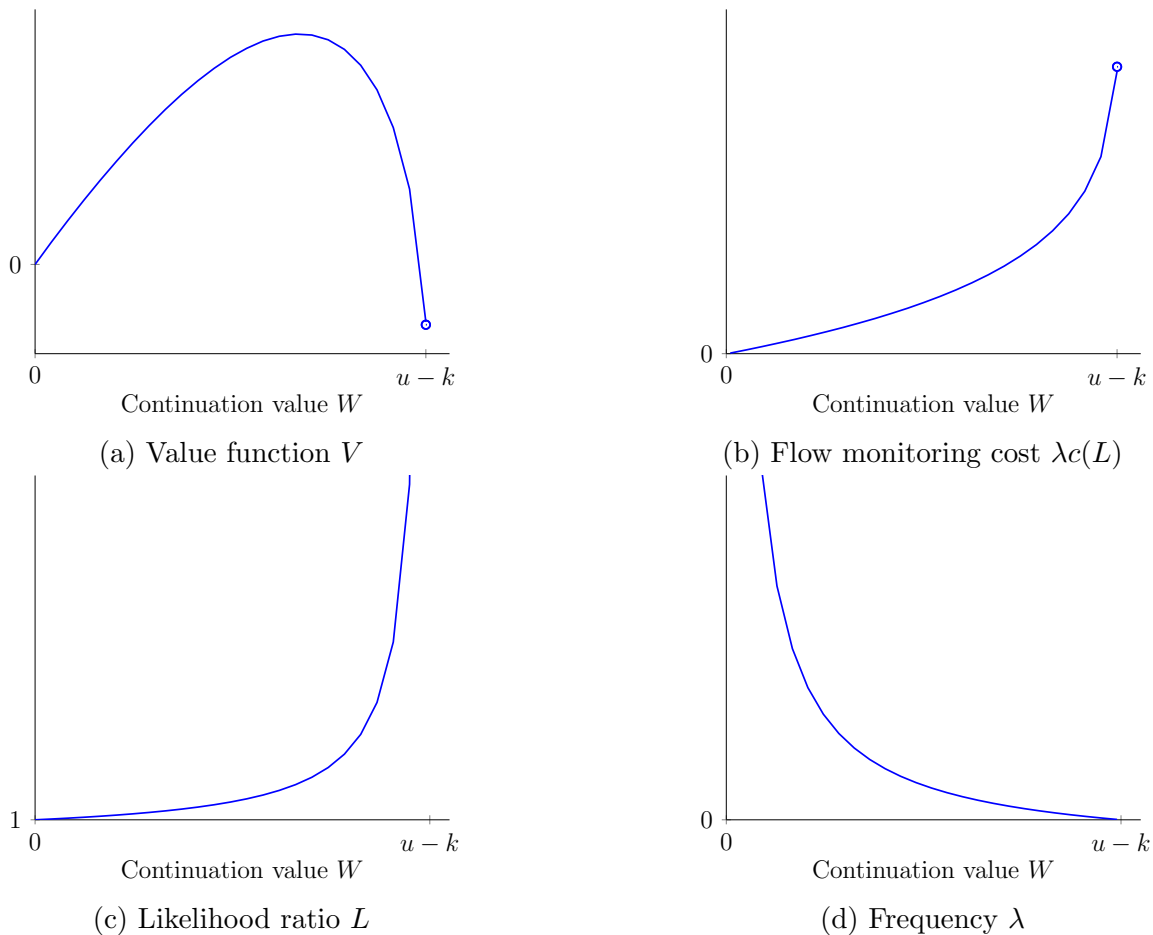 0
0 u − k
Continuation value W
(a) Value function V
0
0 u − k
Continuation value W
(b) Flow monitoring cost λc(L)
1
0 u − k
Continuation value W
(c) Likelihood ratio L
0
0 u − k
Continuation value W
(d) Frequency λ